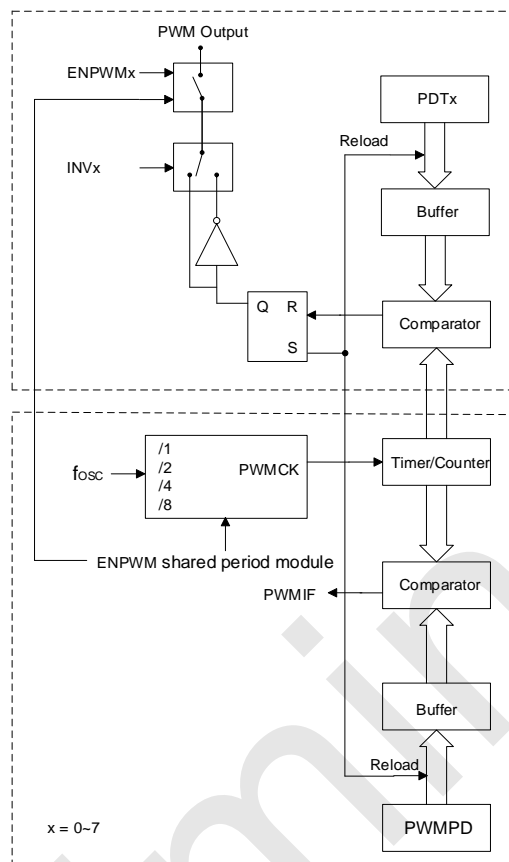 PWM Output
ENPWMx
PDTx
Reload
INVx
Buffer
Q R
S
Comparator
/1
/2
/4
/8
fOSC
PWMCK
Timer/Counter
ENPWM shared period module
PWMIF
Comparator
Buffer
Reload
x = 0~7
PWMPD